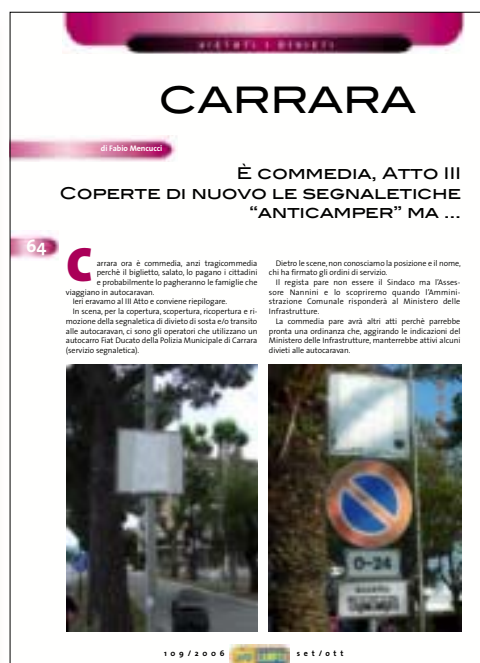 VIETATI I DIVIETI
CARRARA
di Fabio Mencucci
È COMMEDIA, ATTO III
COPERTE DI NUOVO LE SEGNALETICHE
“ANTICAMPER” MA ...
64
Carrara ora è commedia, anzi tragicommedia
perchè il biglietto, salato, lo pagano i cittadini
e probabilmente lo pagheranno le famiglie che
viaggiano in autocaravan.
Ieri eravamo al III Atto e conviene riepilogare.
In scena, per la copertura, scopertura, ricopertura e ri-
mozione della segnaletica di divieto di sosta e/o transito
alle autocaravan, ci sono gli operatori che utilizzano un
autocarro Fiat Ducato della Polizia Municipale di Carrara
(servizio segnaletica).
Dietro le scene, non conosciamo la posizione e il nome,
chi ha firmato gli ordini di servizio.
Il regista pare non essere il Sindaco ma l'Asses-
sore Nannini e lo scopriremo quando l'Ammini-
strazione Comunale risponderà al Ministero delle
Infrastrutture.
La commedia pare avrà altri atti perchè parrebbe
pronta una ordinanza che, aggirando le indicazioni del
Ministero delle Infrastrutture, manterrebbe attivi alcuni
divieti alle autocaravan.
0-24
109/2006
set/ott